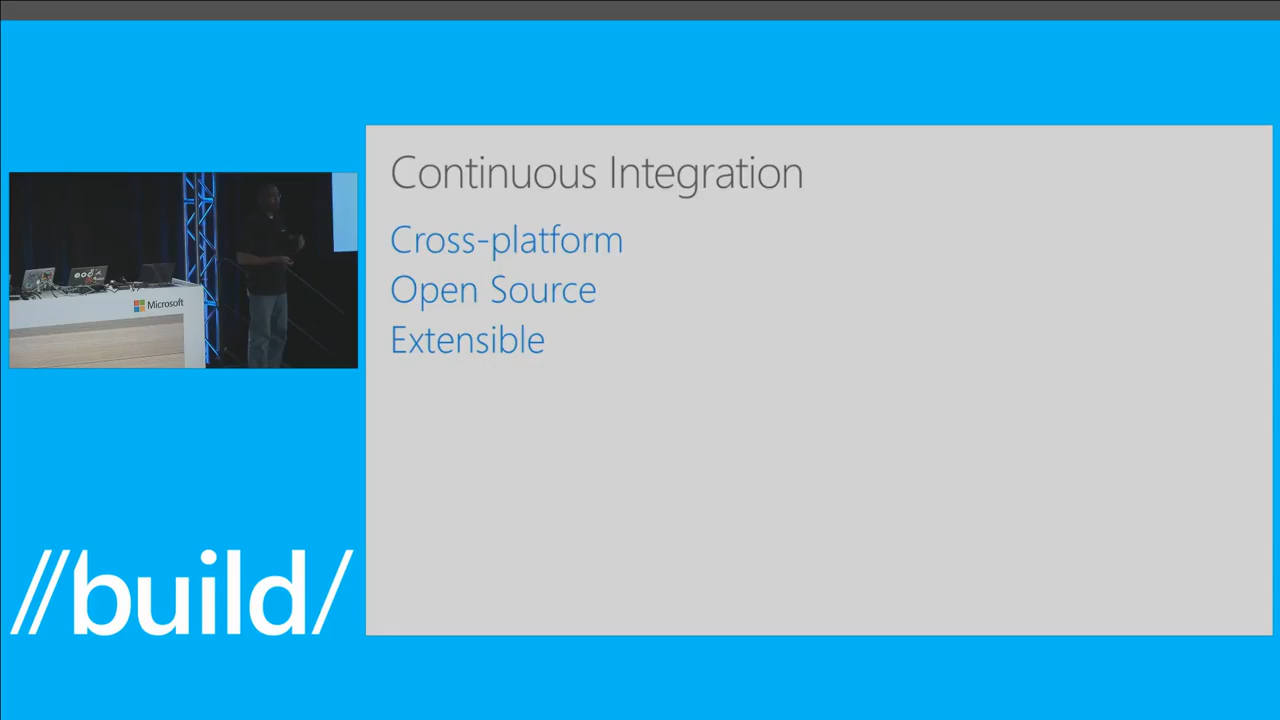 Continuous Integration
Cross-platform
Open Source
Extensible
Microsoft
//build/